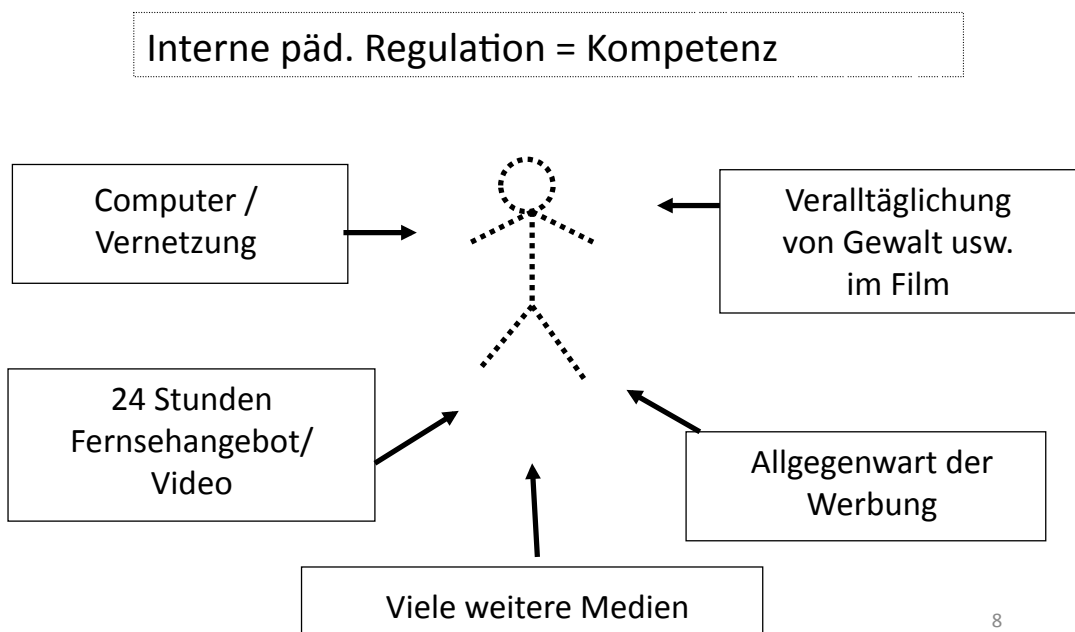 Interne päd. Regulation = Kompetenz
Computer /
Vernetzung
Veralltäglichung
von Gewalt usw.
im Film
24 Stunden
Fernsehangebot/
Video
Allgegenwart der
Werbung
Viele weitere Medien
8